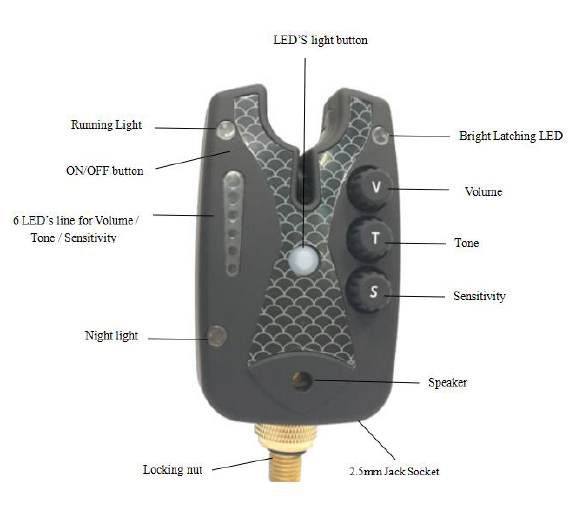 LED'S light button
Running Light
Bright Latching LED
ON/OFF button
V
Volume
6 LED's line for Volume /
Tone / Sensitivity
T
Tone
S
Sensitivity
Night light
Speaker
Locking nut
2.5mm Jack Socket